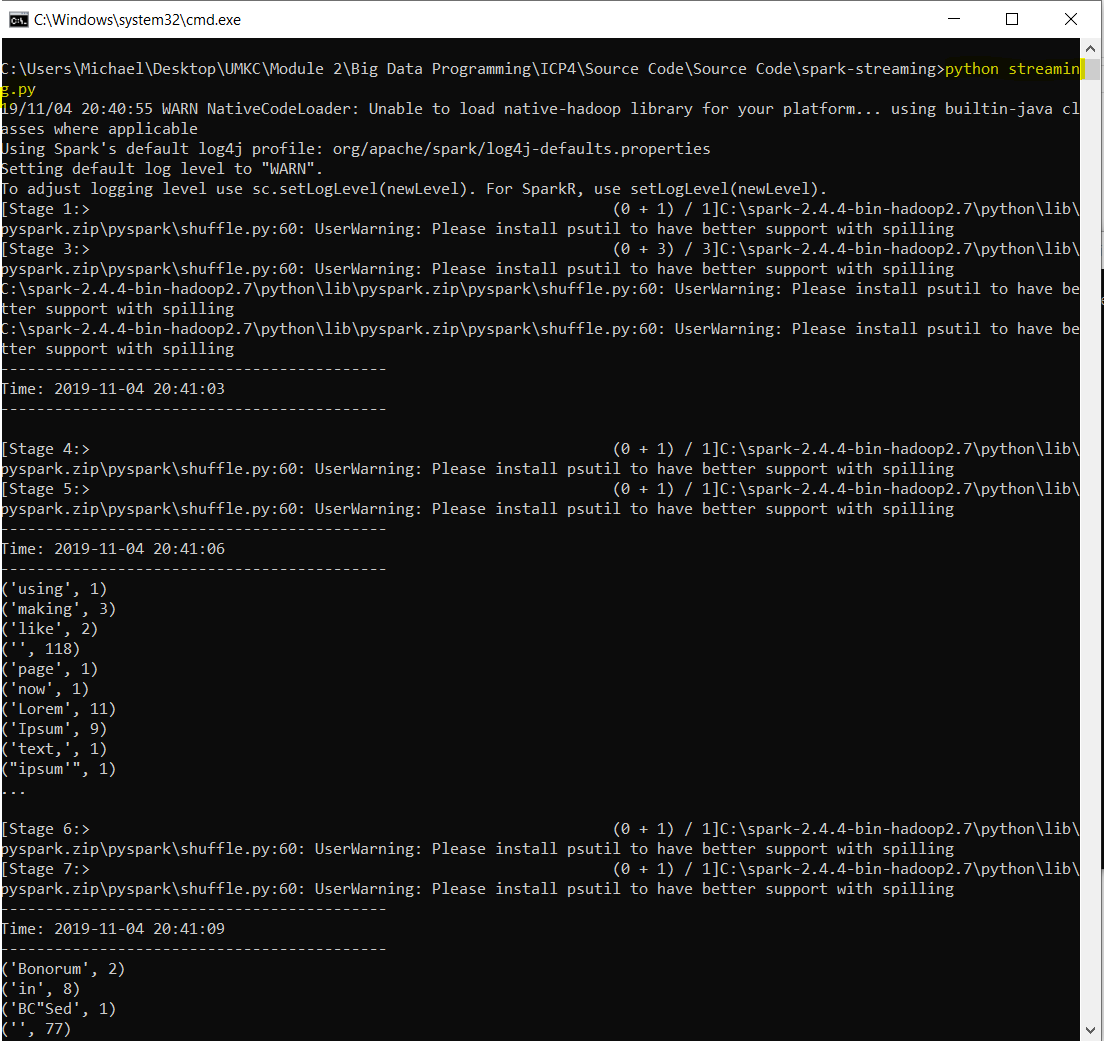 C:\Windows\system32\cmd.exe
C:\Users\Michael\Desktop\UMKC\Module 2\Big Data Programming\ICP4\Source Code\Source Code\spark-streaming>python streamin
g.py
19/11/04 20:40:55 WARN NativeCodeLoader: Unable to load native-hadoop library for your platform... using builtin-java cl
asses where applicable
Using Spark's default log4j profile: org/apache/spark/log4j-defaults.properties
Setting default log level to "WARN".
To adjust logging level use sc.setLogLevel(newLevel). For SparkR, use setLogLevel(newLevel).
[Stage 1:>                                                          (0 + 1) / 1]C:\spark-2.4.4-bin-hadoop2.7\python\lib\
pyspark.zip\pyspark\shuffle.py:60: UserWarning: Please install psutil to have better support with spilling
[Stage 3:>                                                          (0 + 3) / 3]C:\spark-2.4.4-bin-hadoop2.7\python\lib\
pyspark.zip\pyspark\shuffle.py:60: UserWarning: Please install psutil to have better support with spilling
C:\spark-2.4.4-bin-hadoop2.7\python\lib\pyspark.zip\pyspark\shuffle.py:60: UserWarning: Please install psutil to have be
tter support with spilling
C:\spark-2.4.4-bin-hadoop2.7\python\lib\pyspark.zip\pyspark\shuffle.py:60: UserWarning: Please install psutil to have be
tter support with spilling
-------------------------------------------
Time: 2019-11-04 20:41:03
-------------------------------------------
[Stage 4:>                                                          (0 + 1) / 1]C:\spark-2.4.4-bin-hadoop2.7\python\lib\
pyspark.zip\pyspark\shuffle.py:60: UserWarning: Please install psutil to have better support with spilling
[Stage 5:>                                                          (0 + 1) / 1]C:\spark-2.4.4-bin-hadoop2.7\python\lib\
pyspark.zip\pyspark\shuffle.py:60: UserWarning: Please install psutil to have better support with spilling
-------------------------------------------
Time: 2019-11-04 20:41:06
-------------------------------------------
('using', 1)
('making', 3)
('like', 2)
('', 118)
('page', 1)
('now', 1)
('Lorem', 11)
('Ipsum', 9)
('text,', 1)
("ipsum'", 1)
...
[Stage 6:>                                                          (0 + 1) / 1]C:\spark-2.4.4-bin-hadoop2.7\python\lib\
pyspark.zip\pyspark\shuffle.py:60: UserWarning: Please install psutil to have better support with spilling
[Stage 7:>                                                          (0 + 1) / 1]C:\spark-2.4.4-bin-hadoop2.7\python\lib\
pyspark.zip\pyspark\shuffle.py:60: UserWarning: Please install psutil to have better support with spilling
-------------------------------------------
Time: 2019-11-04 20:41:09
-------------------------------------------
('Bonorum', 2)
('in', 8)
('BC"Sed', 1)
('', 77)